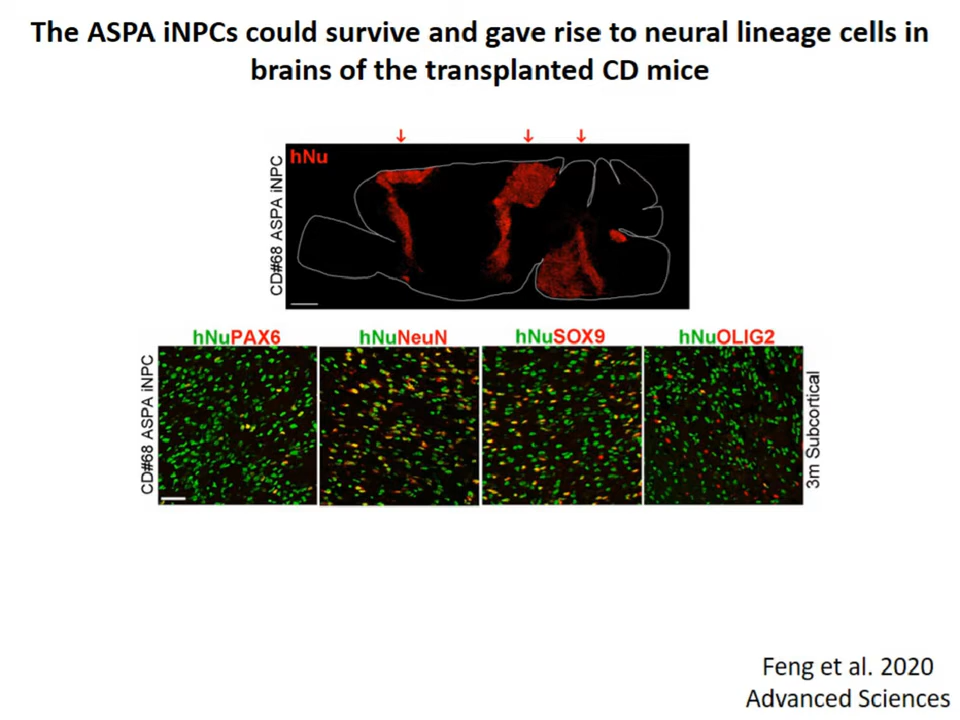 The ASPA iNPCs could survive and gave rise to neural lineage cells in
brains of the transplanted CD mice
hNu
CD#68 ASPA iNPC
hNuPAX6
hNuNeuN
hNuSOX9
hNuOLIG2
CD#68 ASPA iNPC
3m Subcortical
Feng et al. 2020
Advanced Sciences